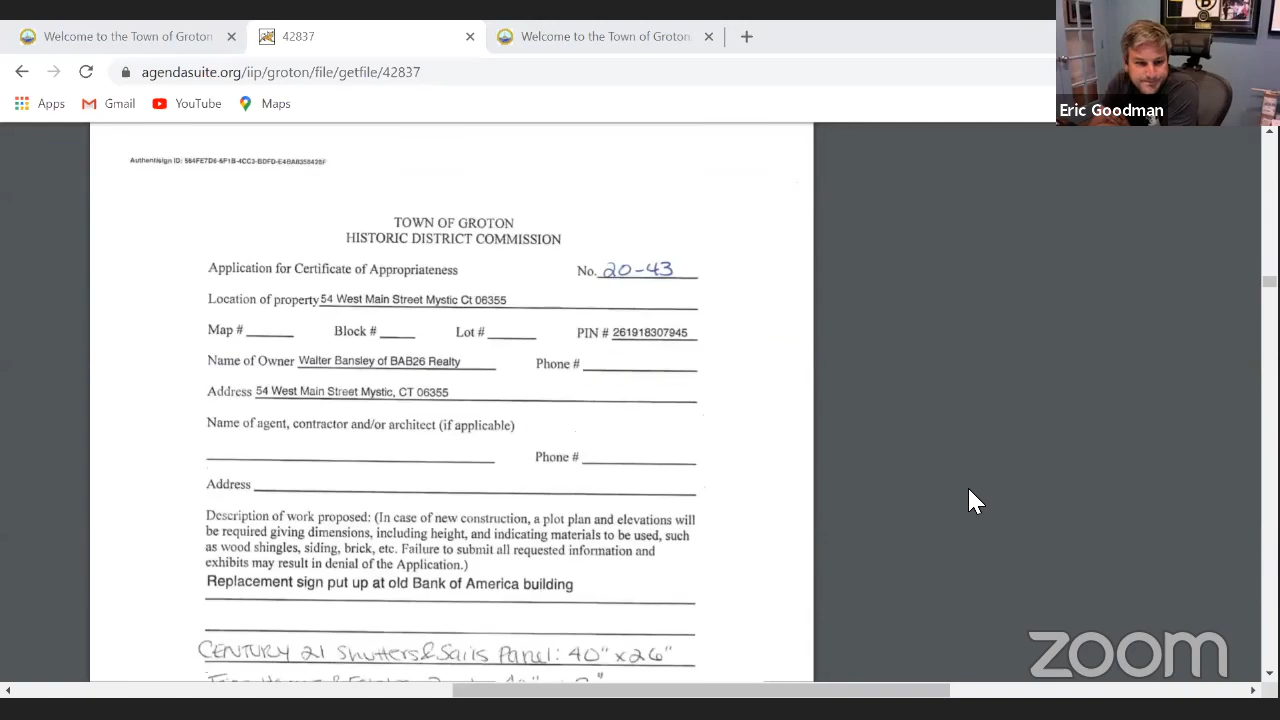 Welcome to the Town of Groton
42837
Welcome to the Town of Groton
agendasuite.org/iip/groton/file/getfile/42837
Apps Gmail YouTube Maps
Eric Goodman
TOWN OF GROTON
HISTORIC DISTRICT COMMISSION
Application for Certificate of Appropriateness No. 20-43
Location of property 54 West Main Street Mystic Ct 06355
Map # Block # Lot # PIN # 261918307945
Name of Owner Walter Bansley of BAB26 Realty Phone #
Address 54 West Main Street Mystic, CT 06355
Name of agent, contractor and/or architect (if applicable)
Phone #
Address
Description of work proposed: (In case of new construction, a plot plan and elevations will
be required giving dimensions, including height, and indicating materials to be used, such
as wood shingles, siding, brick, etc. Failure to submit all requested information and
exhibits may result in denial of the Application.)
Replacement sign put up at old Bank of America building
CENTURY 21 Shutters & Sails Panel: 40" x 26"
zoom